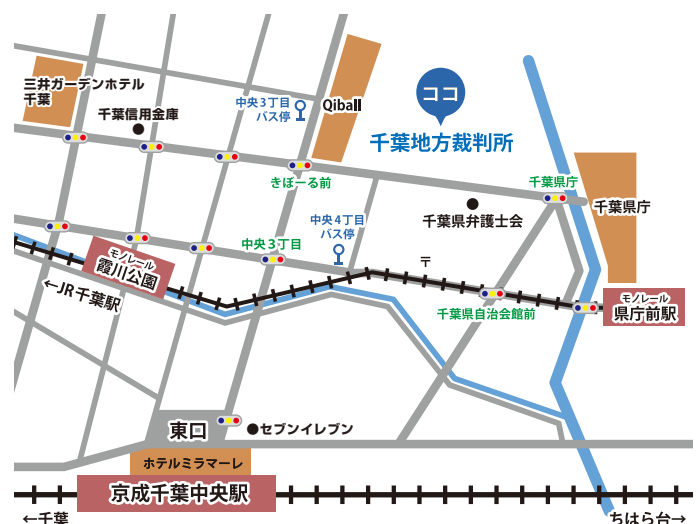 三井ガーデンホテル
千葉
千葉信用金庫
中央3丁目
バス停
Qiball
ココ
千葉地方裁判所
きぼーる前
千葉県庁
千葉県庁
千葉県弁護士会
中央3丁目
中央4丁目
バス停
〒
モノレール
葭川公園
←JR千葉駅
千葉県自治会館前
モノレール
県庁前駅
東口
セブンイレブン
ホテルミラマーレ
京成千葉中央駅
←千葉
ちはら台→